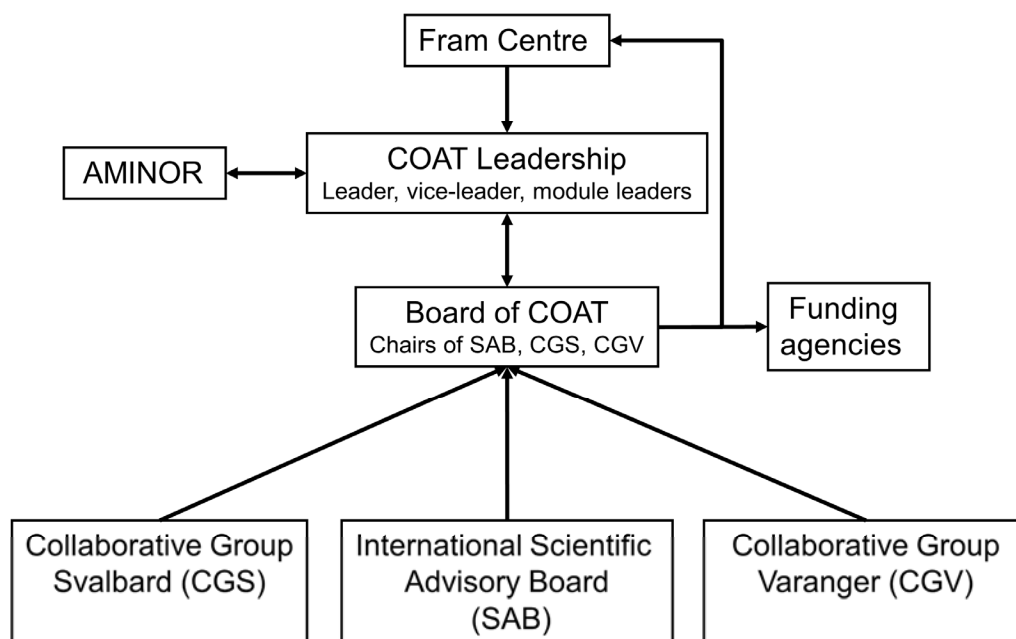 Fram Centre
COAT Leadership
Leader, vice-leader, module leaders
AMINOR
Board of COAT
Chairs of SAB, CGS, CGV
Funding
agencies
Collaborative Group
Svalbard (CGS)
International Scientific
Advisory Board
(SAB)
Collaborative Group
Varanger (CGV)